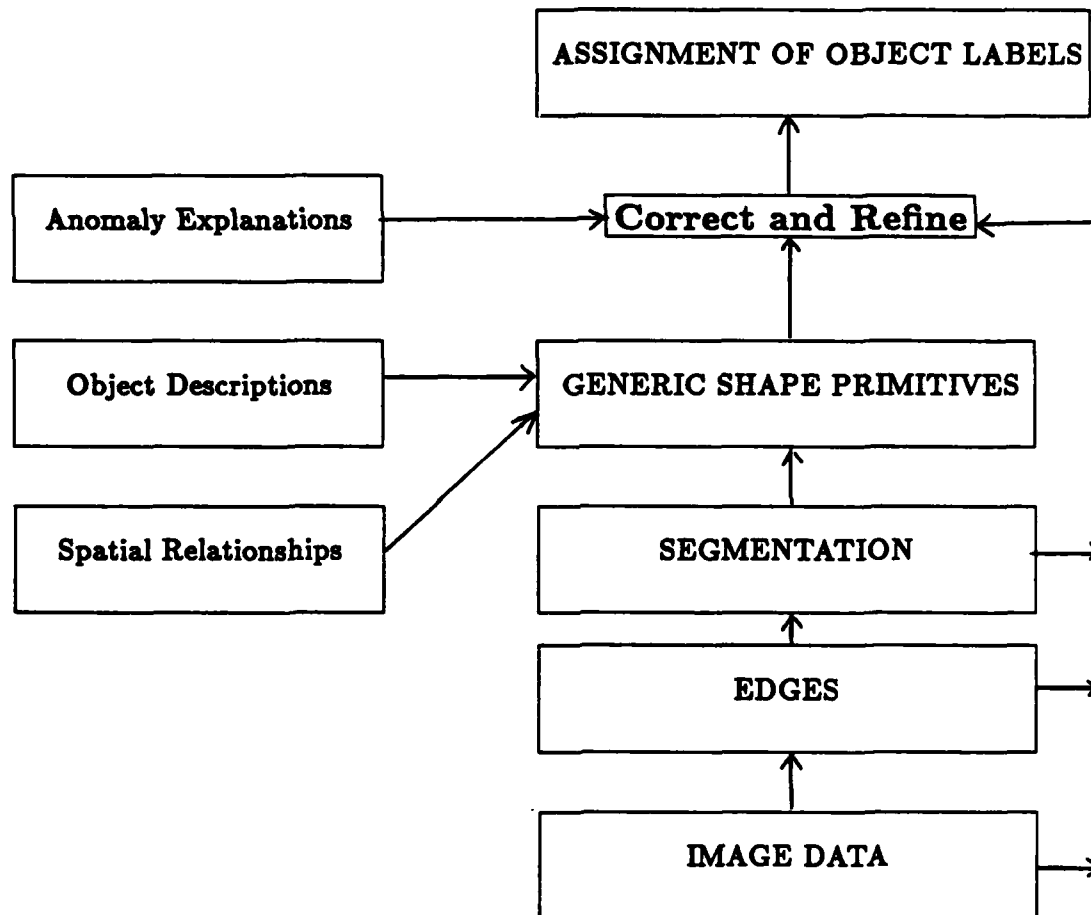 ASSIGNMENT OF OBJECT LABELS
Anomaly Explanations
Correct and Refine
Object Descriptions
GENERIC SHAPE PRIMITIVES
Spatial Relationships
SEGMENTATION
EDGES
IMAGE DATA